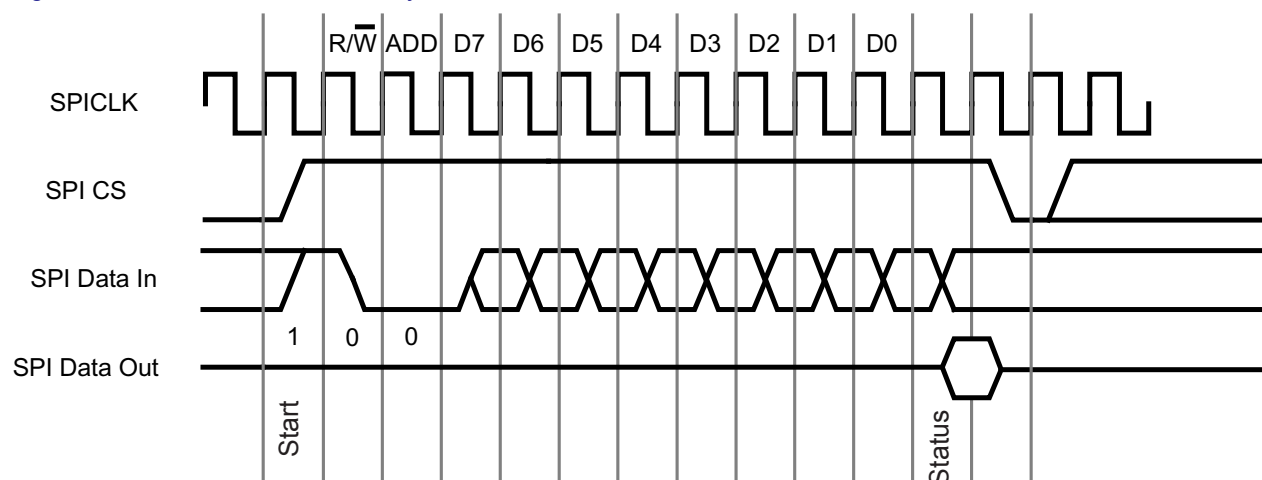 R/W ADD D7 D6 D5 D4 D3 D2 D1 D0
SPICLK
SPI CS
SPI Data In
1 0 0
SPI Data Out
Start
Status